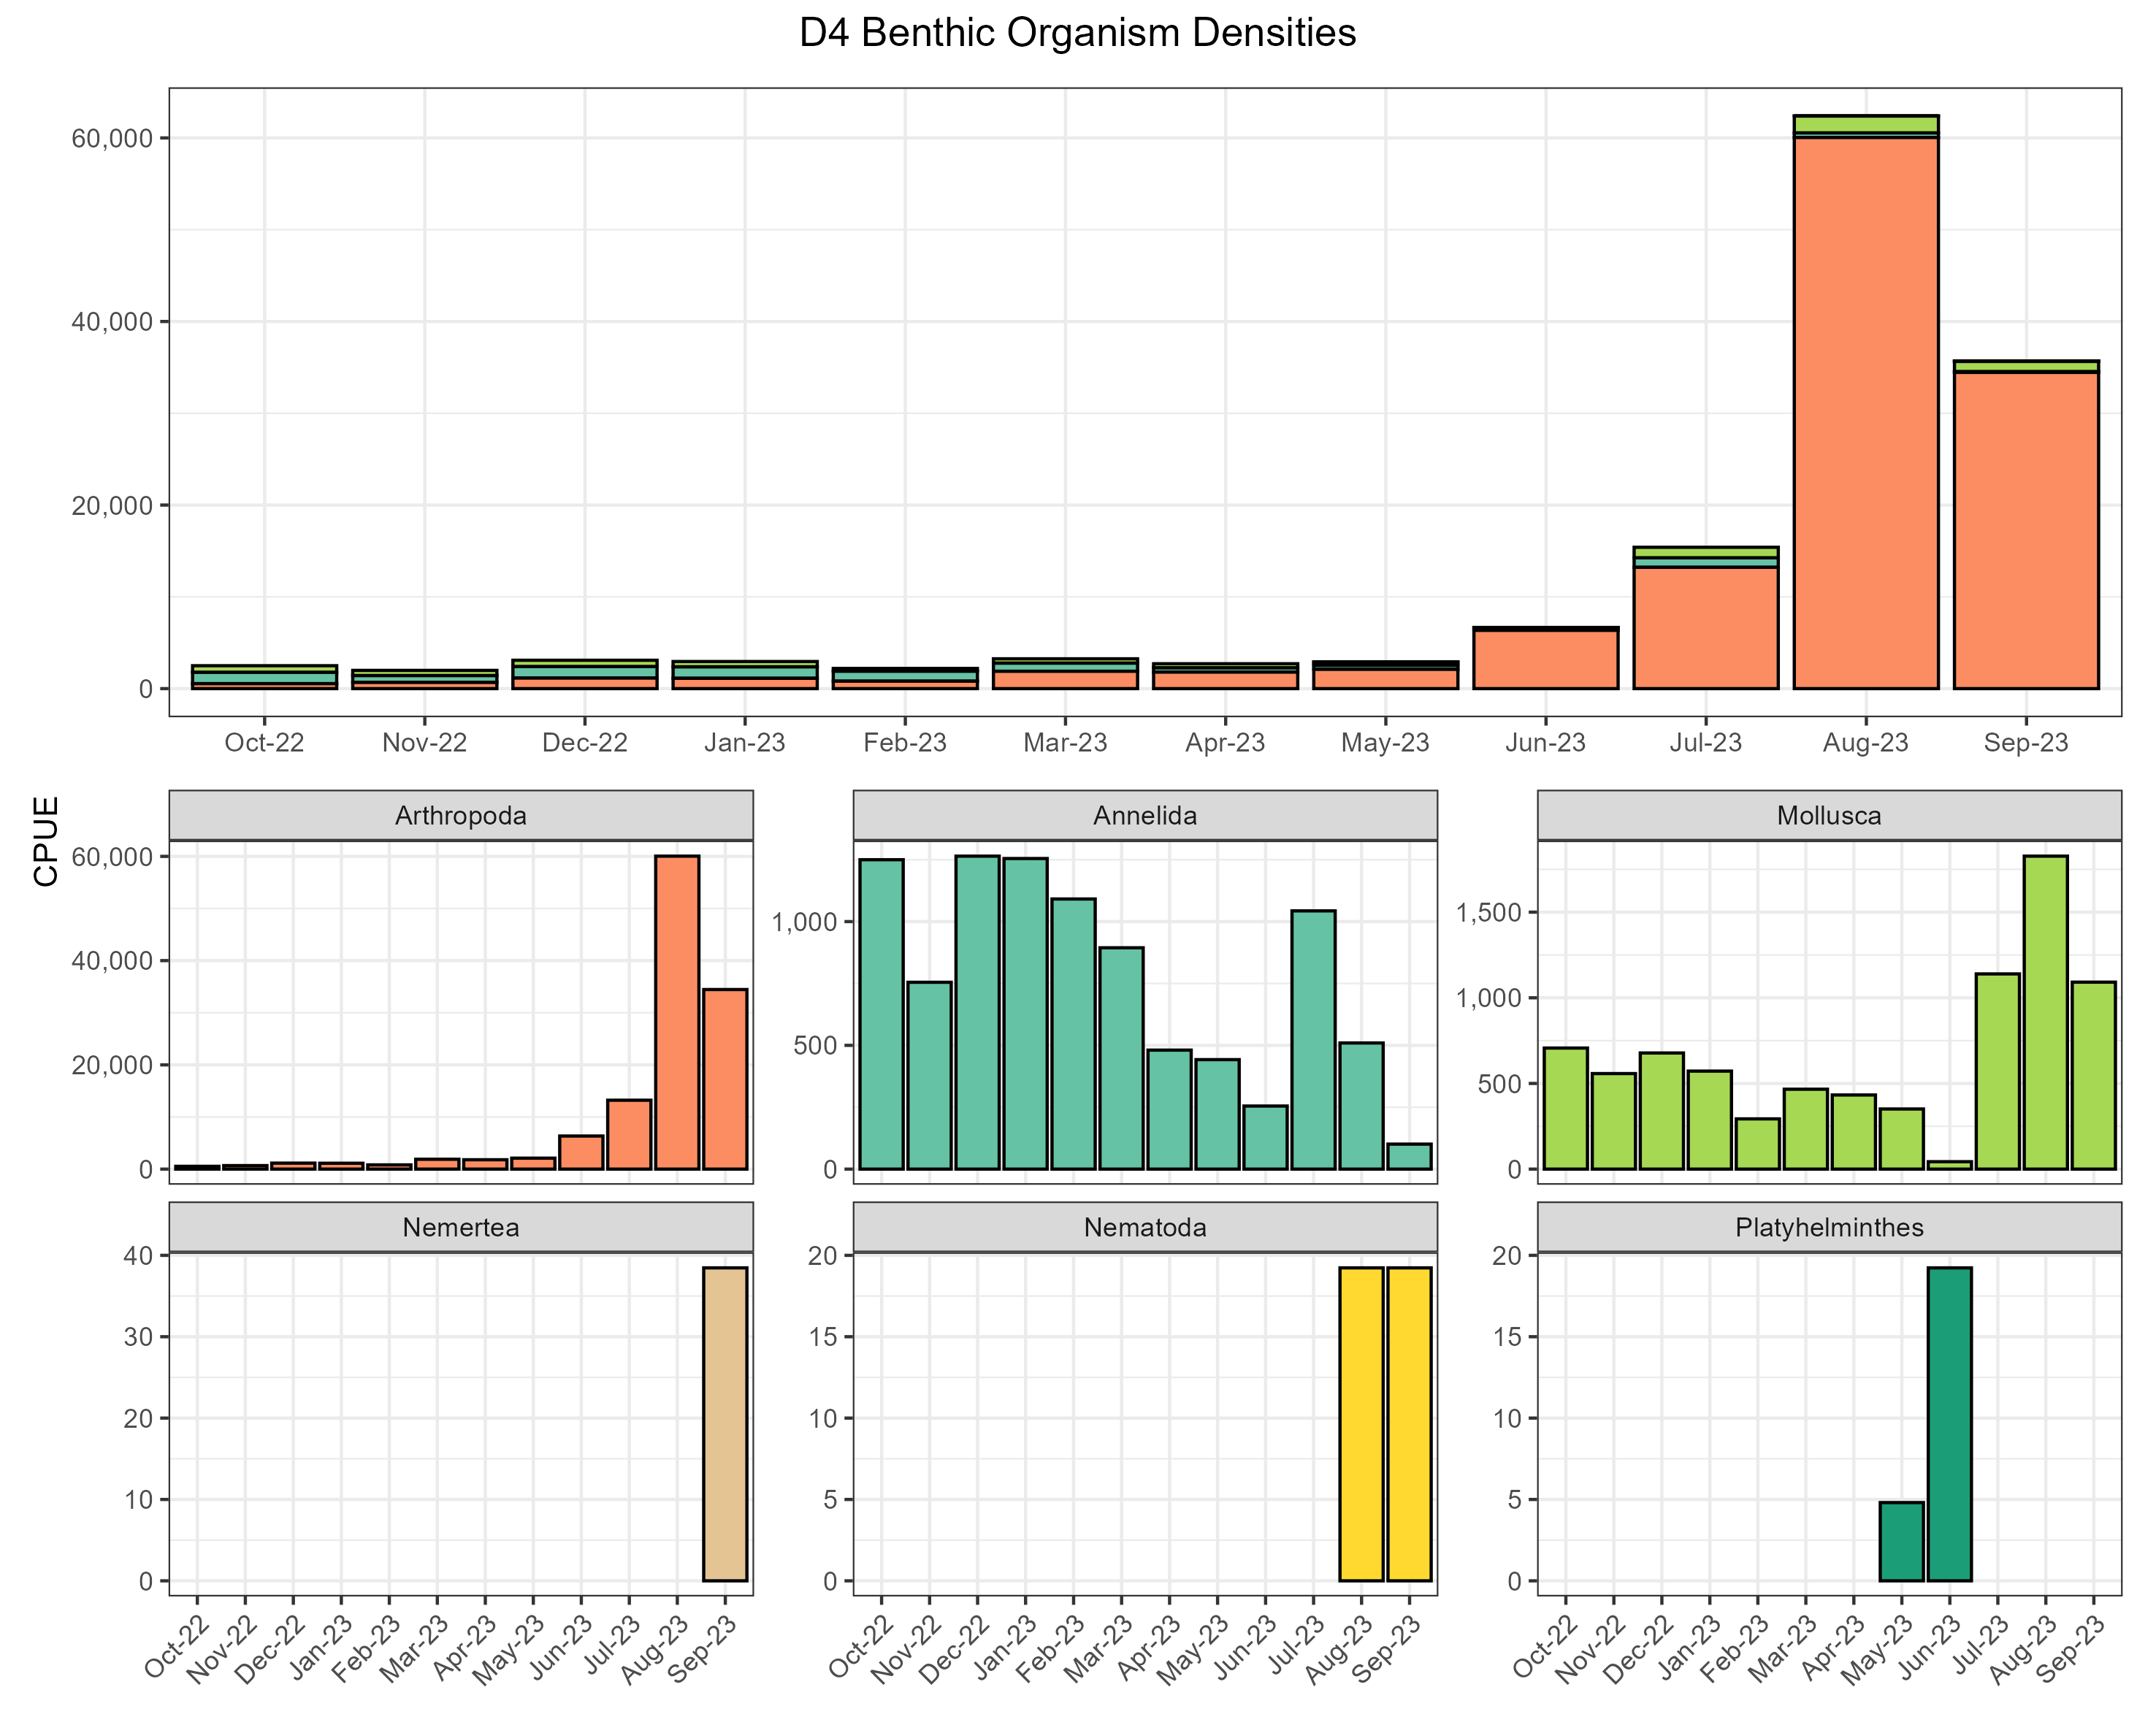 D4 Benthic Organism Densities
60,000
40,000
20,000
0
Oct-22 Nov-22 Dec-22 Jan-23 Feb-23 Mar-23 Apr-23 May-23 Jun-23 Jul-23 Aug-23 Sep-23
CPUE
Arthropoda
60,000
40,000
20,000
0
Annelida
1,000
500
0
Mollusca
1,500
1,000
500
0
Nemertea
40
30
20
10
0
Oct-22 Nov-22 Dec-22 Jan-23 Feb-23 Mar-23 Apr-23 May-23 Jun-23 Jul-23 Aug-23 Sep-23
Nematoda
20
15
10
5
0
Oct-22 Nov-22 Dec-22 Jan-23 Feb-23 Mar-23 Apr-23 May-23 Jun-23 Jul-23 Aug-23 Sep-23
Platyhelminthes
20
15
10
5
0
Oct-22 Nov-22 Dec-22 Jan-23 Feb-23 Mar-23 Apr-23 May-23 Jun-23 Jul-23 Aug-23 Sep-23